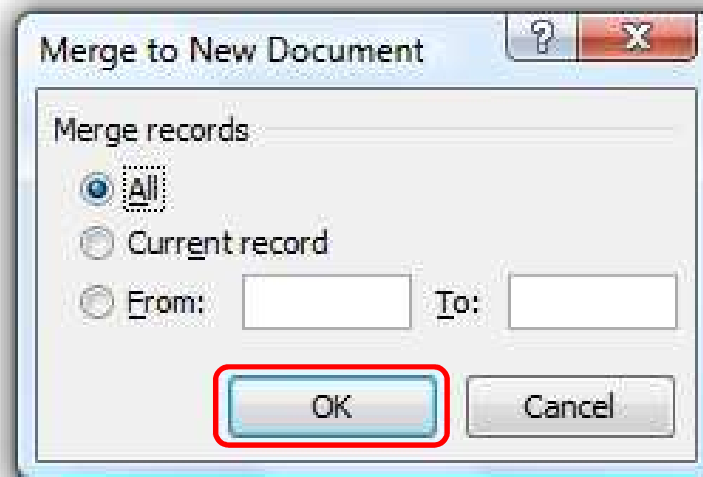 Merge to New Document
Merge records
All
Current record
From: To:
OK Cancel